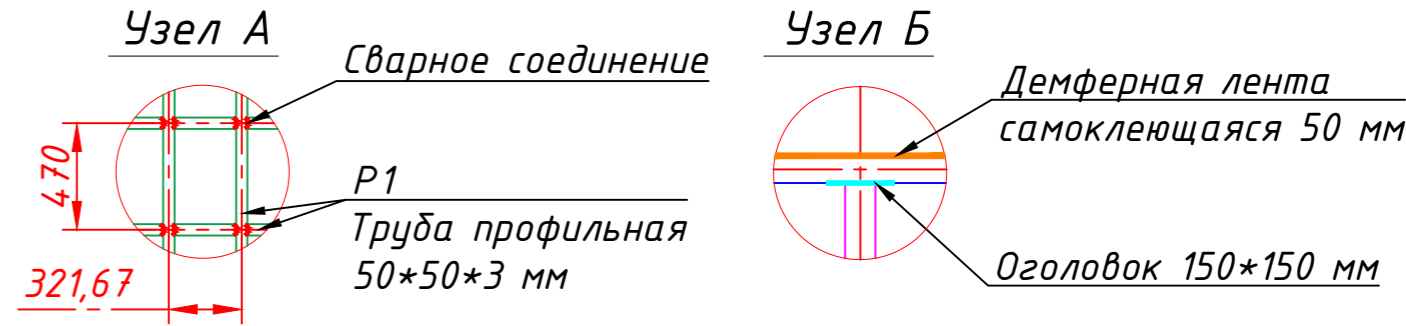 Узел А
Сварное соединение
470
Р1
Труба профильная
50*50*3 мм
321,67
Узел Б
Демферная лента
самоклеющаяся 50 мм
Оголовок 150*150 мм